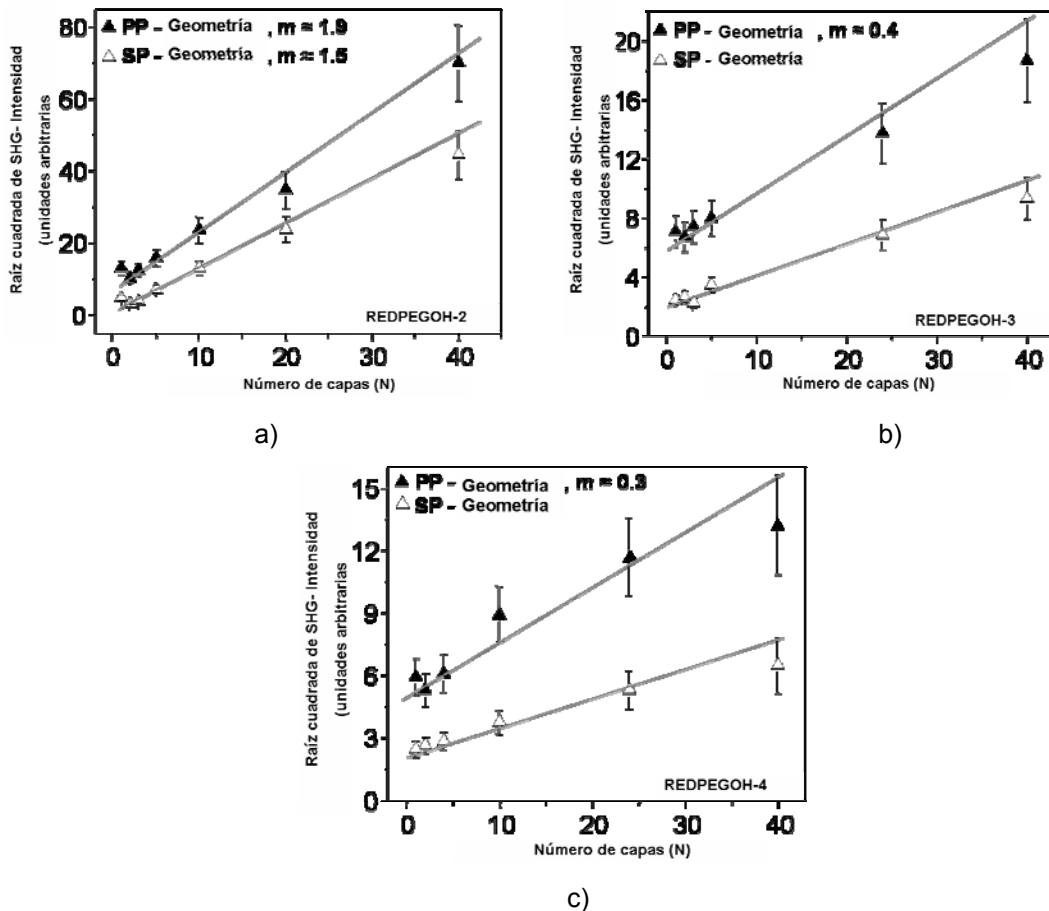 PP - Geometría , m ≈ 1.9
SP - Geometría , m ≈ 1.5
Raíz cuadrada de SHG- Intensidad
(unidades arbitrarias
80
60
40
20
0
REDPEGOH-2
0 10 20 30 40
Número de capas (N)
a)
PP - Geometría , m ≈ 0.4
SP - Geometría
Raíz cuadrada de SHG- Intensidad
(unidades arbitrarias
20
16
12
8
4
0
REDPEGOH-3
0 10 20 30 40
Número de capas (N)
b)
PP - Geometría , m ≈ 0.3
SP - Geometría
Raíz cuadrada de SHG- Intensidad
(unidades arbitrarias
15
12
9
6
3
0
REDPEGOH-4
0 10 20 30 40
Número de capas (N)
c)